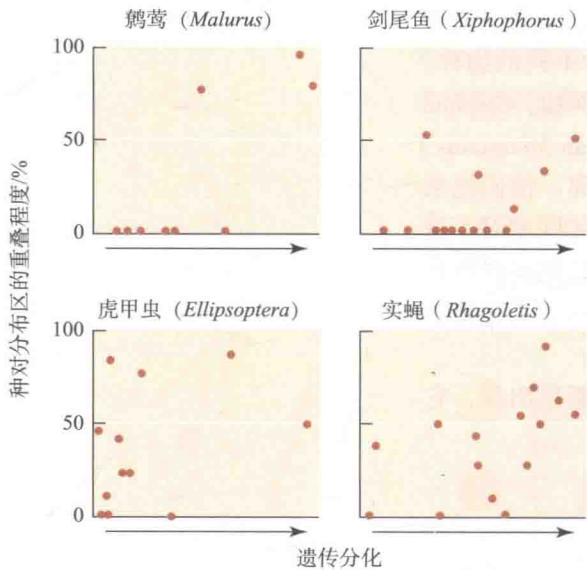 鹩莺（Malurus）
剑尾鱼（Xiphophorus）
100
50
0
种对分布区的重叠程度/%
虎甲虫（Ellipsoptera）
实蝇（Rhagoletis）
100
50
0
遗传分化